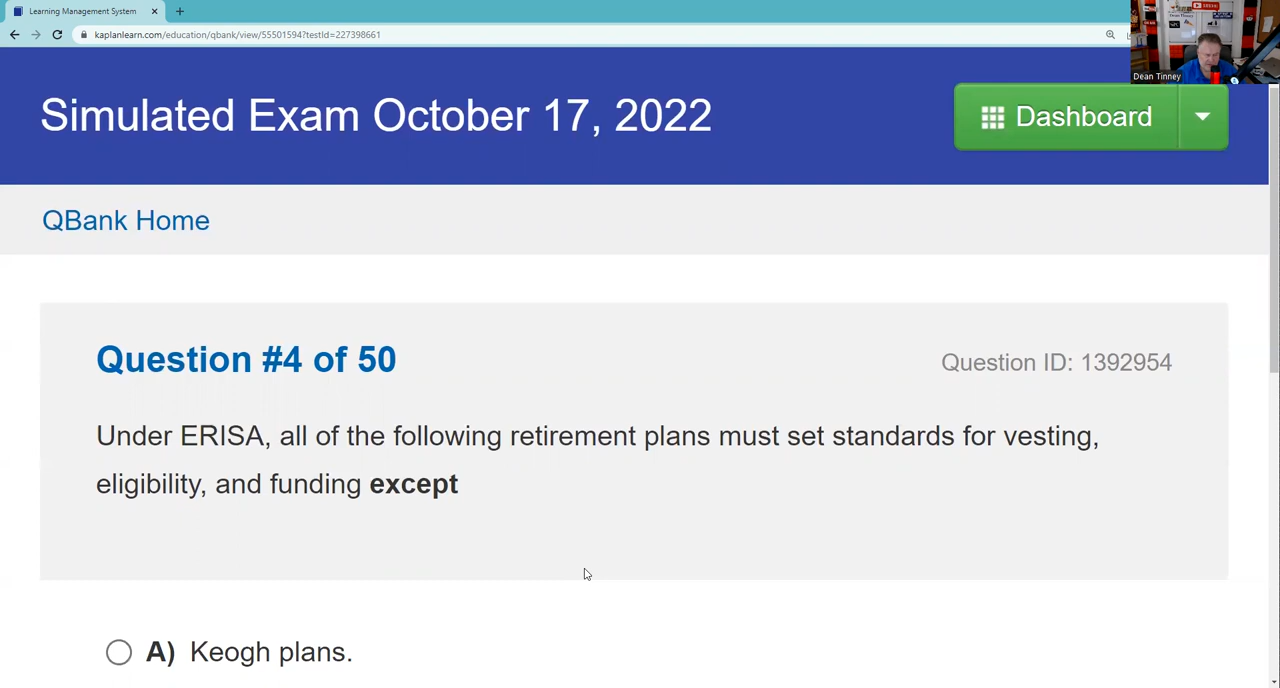 Learning Management System
kaplanlearn.com/education/qbank/view/55501594?testId=227398661
Dean Tinney
Simulated Exam October 17, 2022
Dashboard
QBank Home
Question #4 of 50
Question ID: 1392954
Under ERISA, all of the following retirement plans must set standards for vesting,
eligibility, and funding except
A) Keogh plans.